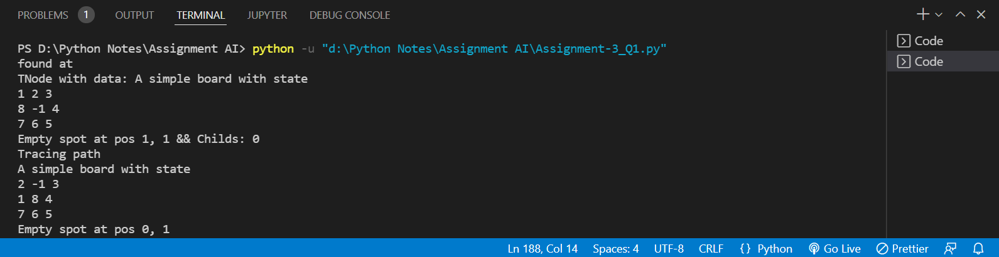 PROBLEMS 1 OUTPUT TERMINAL JUPYTER DEBUG CONSOLE
PS D:\Python Notes\Assignment AI> python -u "d:\Python Notes\Assignment AI\Assignment-3_Q1.py"
found at
TNode with data: A simple board with state
1 2 3
8 -1 4
7 6 5
Empty spot at pos 1, 1 && Childs: 0
Tracing path
A simple board with state
2 -1 3
1 8 4
7 6 5
Empty spot at pos 0, 1
Code
Code
Ln 188, Col 14 Spaces: 4 UTF-8 CRLF {} Python Go Live Prettier